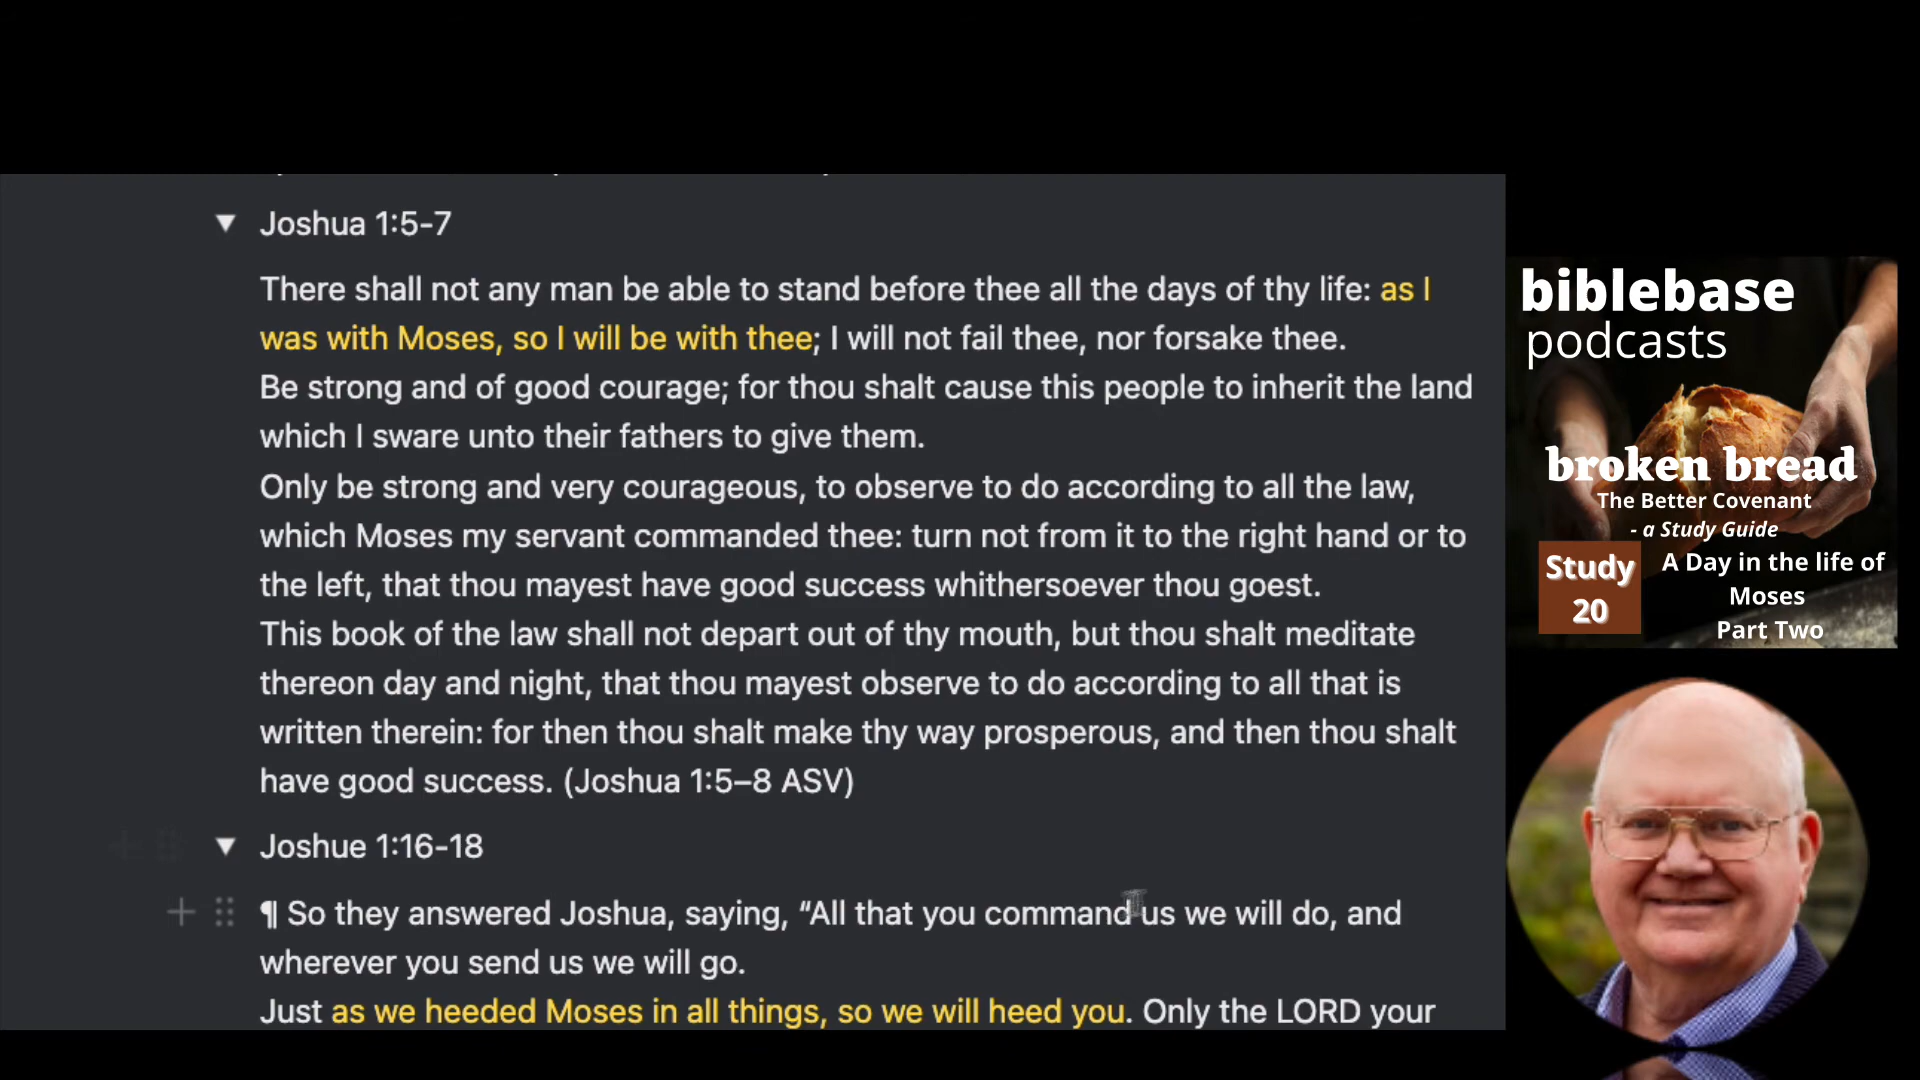 Joshua 1:5-7
There shall not any man be able to stand before thee all the days of thy life: as I
was with Moses, so I will be with thee; I will not fail thee, nor forsake thee.
Be strong and of good courage; for thou shalt cause this people to inherit the land
which I sware unto their fathers to give them.
Only be strong and very courageous, to observe to do according to all the law,
which Moses my servant commanded thee: turn not from it to the right hand or to
the left, that thou mayest have good success whithersoever thou goest.
This book of the law shall not depart out of thy mouth, but thou shalt meditate
thereon day and night, that thou mayest observe to do according to all that is
written therein: for then thou shalt make thy way prosperous, and then thou shalt
have good success. (Joshua 1:5–8 ASV)
Joshue 1:16-18
¶ So they answered Joshua, saying, “All that you command us we will do, and
wherever you send us we will go.
Just as we heeded Moses in all things, so we will heed you. Only the LORD your
biblebase
podcasts
broken bread
The Better Covenant
- a Study Guide
Study
20
A Day in the life of
Moses
Part Two